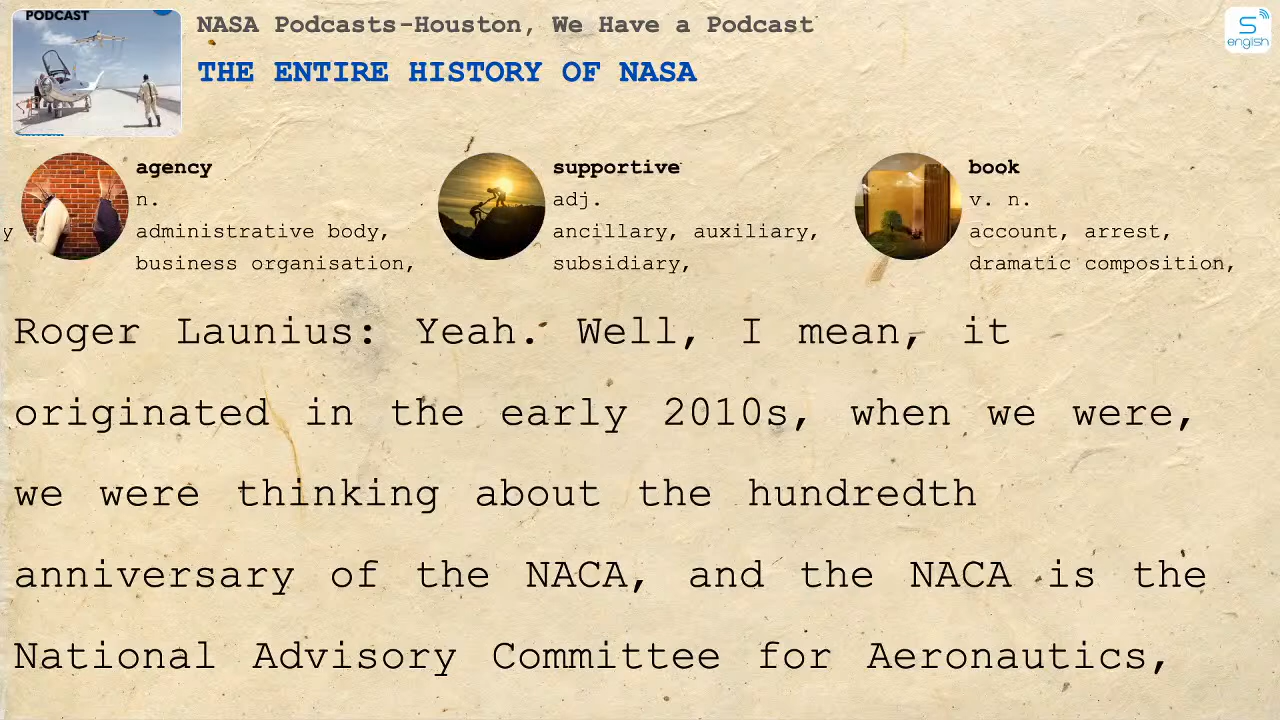 PODCAST
NASA Podcasts-Houston, We Have a Podcast
THE ENTIRE HISTORY OF NASA
S
english
agency
n.
administrative body,
business organisation,
supportive
adj.
ancillary, auxiliary,
subsidiary,
book
v. n.
account, arrest,
dramatic composition,
y
Roger Launius: Yeah. Well, I mean, it
originated in the early 2010s, when we were,
we were thinking about the hundredth
anniversary of the NACA, and the NACA is the
National Advisory Committee for Aeronautics,